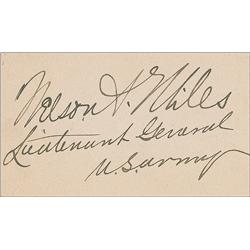 Nelson A. Miles
Lieutenant General
U.S. Army